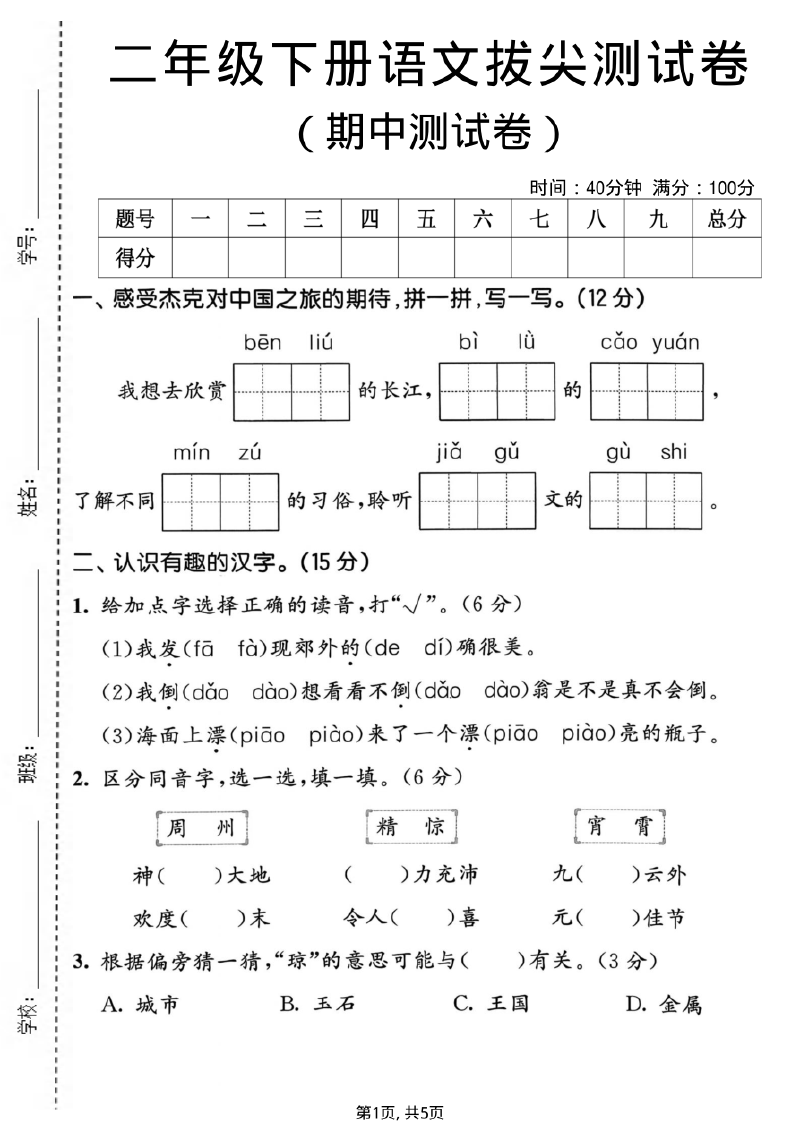 二年级下册语文拔尖测试卷
（期中测试卷）
时间：40分钟 满分：100分
题号 一 二 三 四 五 六 七 八 九 总分
得分
一、感受杰克对中国之旅的期待,拼一拼,写一写。(12分)
bēn liú bì lǜ cǎo yuán
我想去欣赏 的长江, 的 ,
mín zú jiǎ gǔ gù shi
了解不同 的习俗,聆听 文的 。
二、认识有趣的汉字。(15分)
1. 给加点字选择正确的读音,打“√”。(6分)
(1)我发(fā fà)现郊外的(de dí)确很美。
(2)我倒(dǎo dào)想看看不倒(dǎo dào)翁是不是真不会倒。
(3)海面上漂(piāo piào)来了一个漂(piāo piào)亮的瓶子。
2. 区分同音字,选一选,填一填。(6分)
周 州 精 惊 宵 霄
神( )大地 ( )力充沛 九( )云外
欢度( )末 令人( )喜 元( )佳节
3. 根据偏旁猜一猜,“琼”的意思可能与( )有关。(3分)
A. 城市 B. 玉石 C. 王国 D. 金属
第1页, 共5页
学号:
姓名:
班级:
学校: